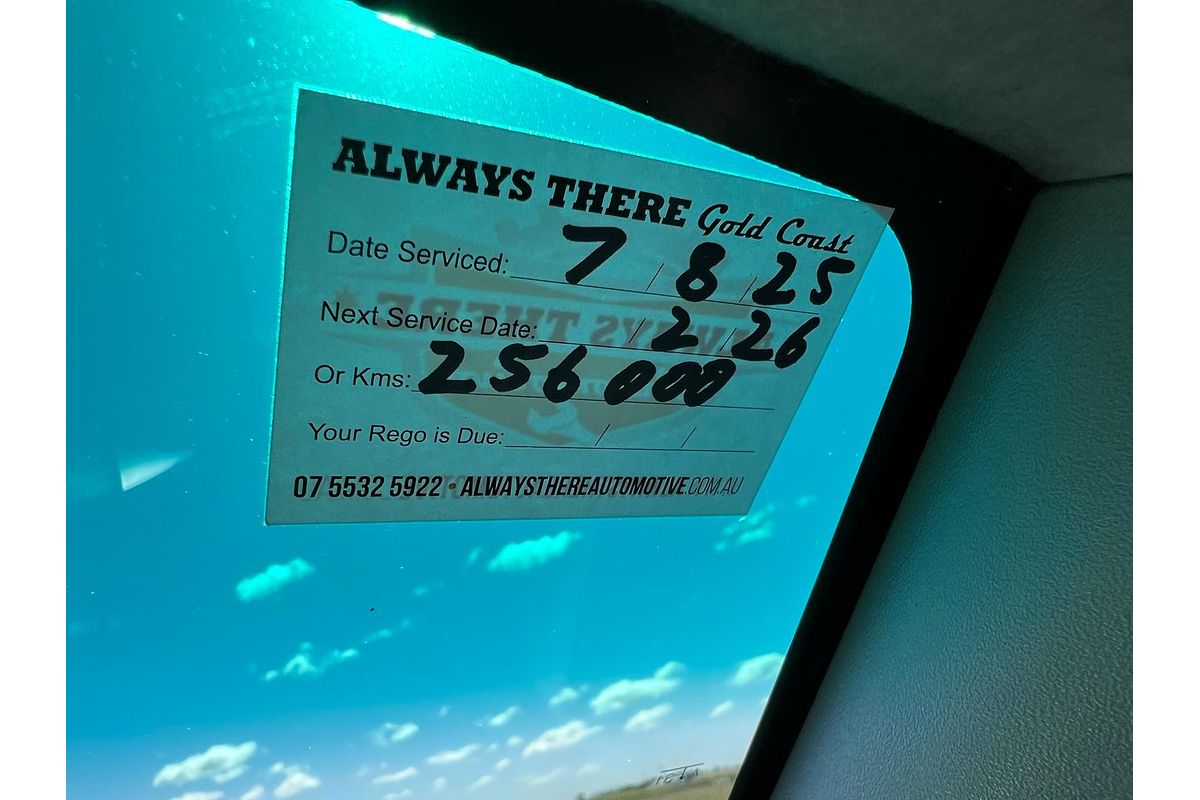 ALWAYS THERE Gold Coast
Date Serviced: 7 / 8 / 25
Next Service Date: / 2 / 26
Or Kms: 256000
Your Rego is Due: / /
07 5532 5922 • ALWAYSTHEREAUTOMOTIVE.COM.AU